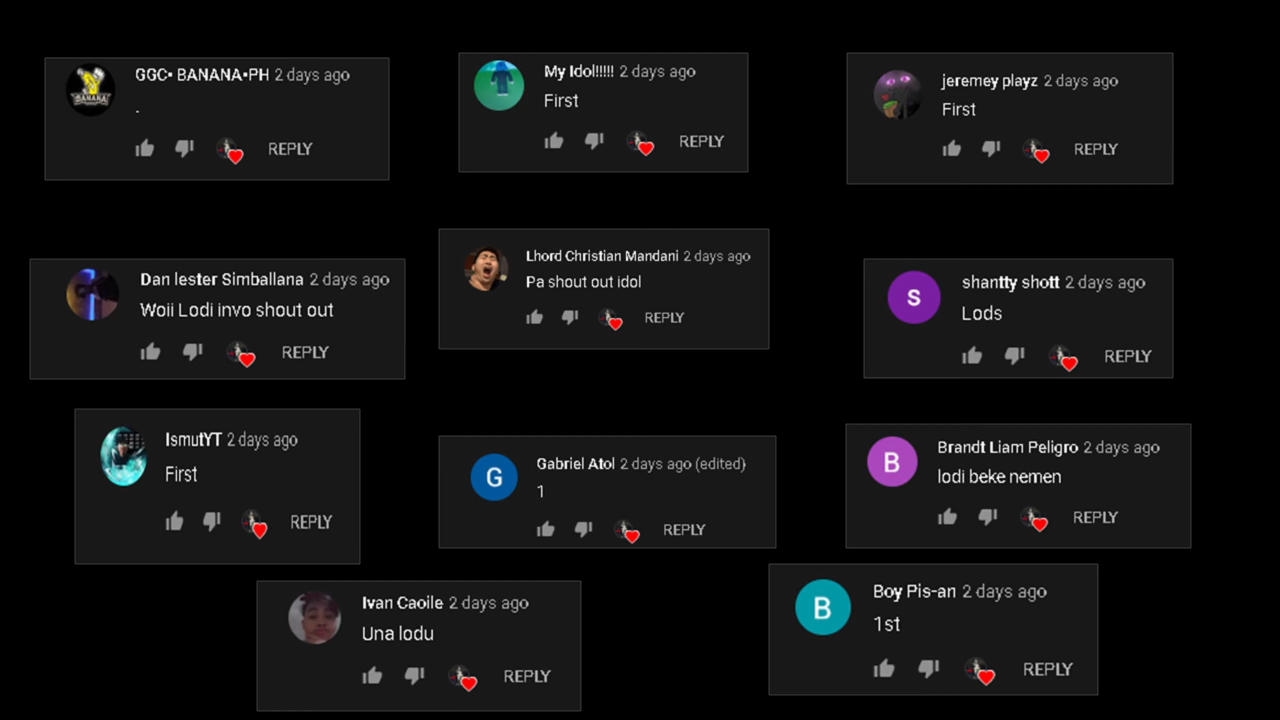 GGC• BANANA•PH 2 days ago
.
REPLY
My Idol!!!!! 2 days ago
First
REPLY
jeremey playz 2 days ago
First
REPLY
Dan lester Simballana 2 days ago
Woii Lodi invo shout out
REPLY
Lhord Christian Mandani 2 days ago
Pa shout out idol
REPLY
S
shantty shott 2 days ago
Lods
REPLY
IsmutYT 2 days ago
First
REPLY
G
Gabriel Atol 2 days ago (edited)
1
REPLY
B
Brandt Liam Peligro 2 days ago
lodi beke nemen
REPLY
Ivan Caoile 2 days ago
Una lodu
REPLY
B
Boy Pis-an 2 days ago
1st
REPLY
BANANA